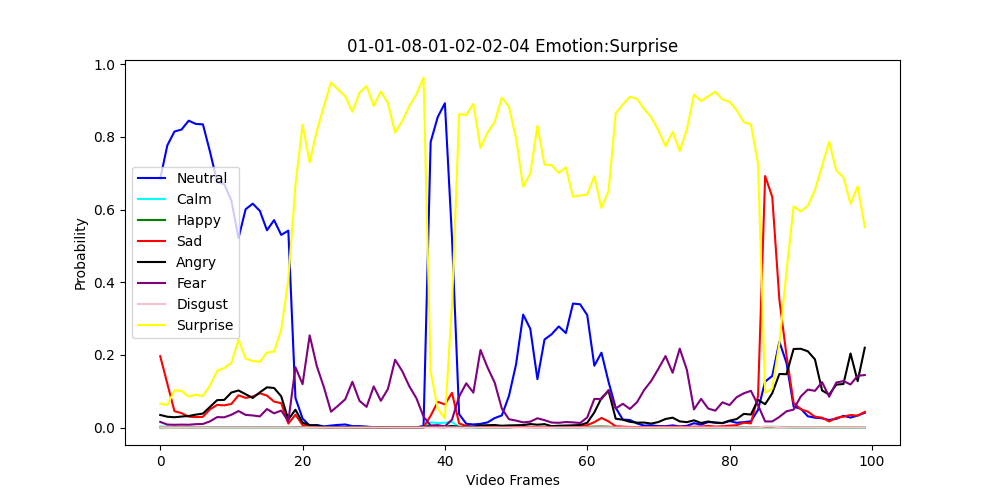 01-01-08-01-02-02-04 Emotion:Surprise
1.0
0.8
0.6
0.4
0.2
0.0
Probability
Neutral
Calm
Happy
Sad
Angry
Fear
Disgust
Surprise
0 20 40 60 80 100
Video Frames